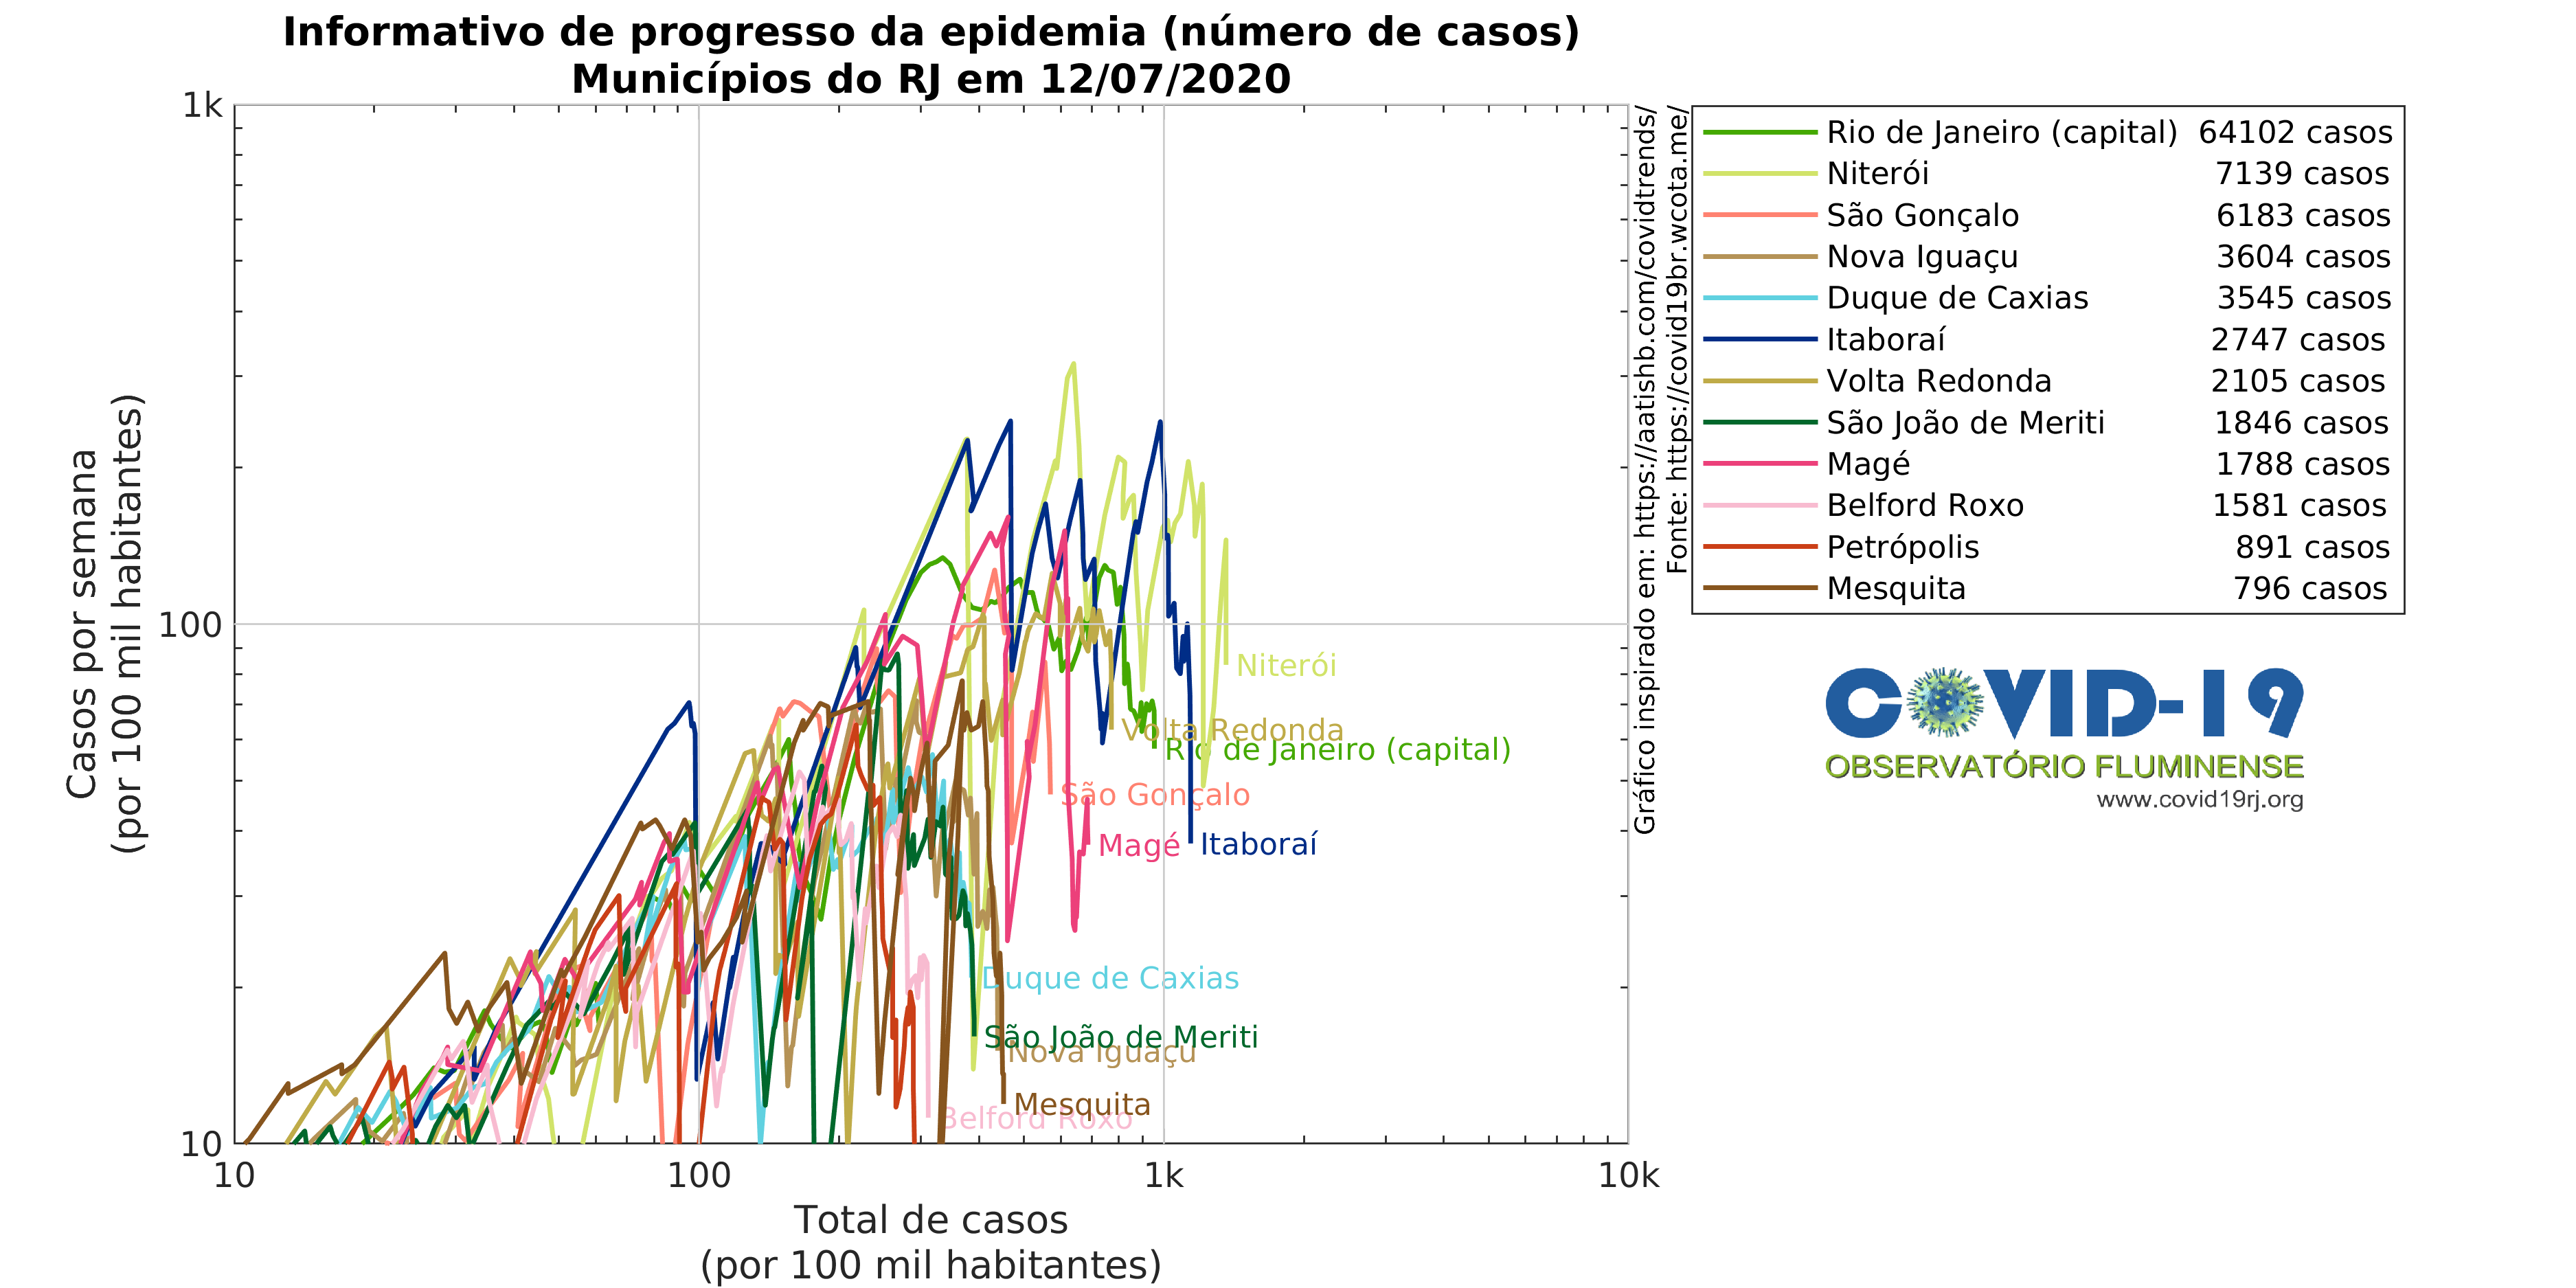 Informativo de progresso da epidemia (número de casos)
Municípios do RJ em 12/07/2020
Casos por semana
(por 100 mil habitantes)
1k
100
10
10
100
1k
10k
Total de casos
(por 100 mil habitantes)
Niterói
Volta Redonda
Rio de Janeiro (capital)
São Gonçalo
Magé
Itaboraí
Duque de Caxias
São João de Meriti
Nova Iguaçu
Mesquita
Belford Roxo
Gráfico inspirado em: https://aatishb.com/covidtrends/
Fonte: https://covid19br.wcota.me/
Rio de Janeiro (capital) 64102 casos
Niterói 7139 casos
São Gonçalo 6183 casos
Nova Iguaçu 3604 casos
Duque de Caxias 3545 casos
Itaboraí 2747 casos
Volta Redonda 2105 casos
São João de Meriti 1846 casos
Magé 1788 casos
Belford Roxo 1581 casos
Petrópolis 891 casos
Mesquita 796 casos
COVID-19
OBSERVATÓRIO FLUMINENSE
www.covid19rj.org